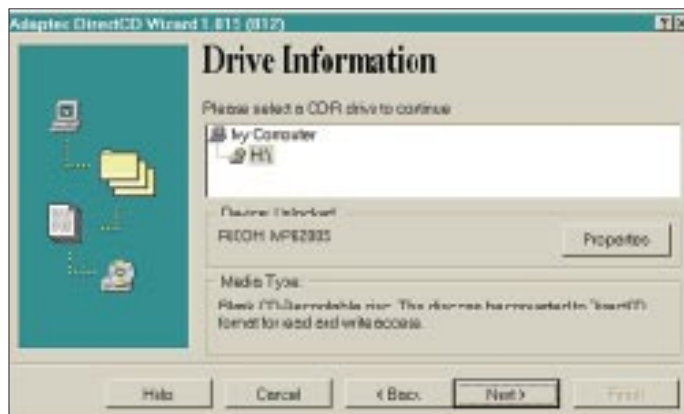 Adaptec DirectCD Wizard 1.015 (012)
Drive Information
Please select a CD-R drive to continue
My Computer
H:\
Device Unlocked
RICOH MP6200S
Properties
Media Type:
Blank CD-Recordable disc. This disc can be converted to DirectCD
format for read and write access.
Help
Cancel
< Back
Next >
Finish